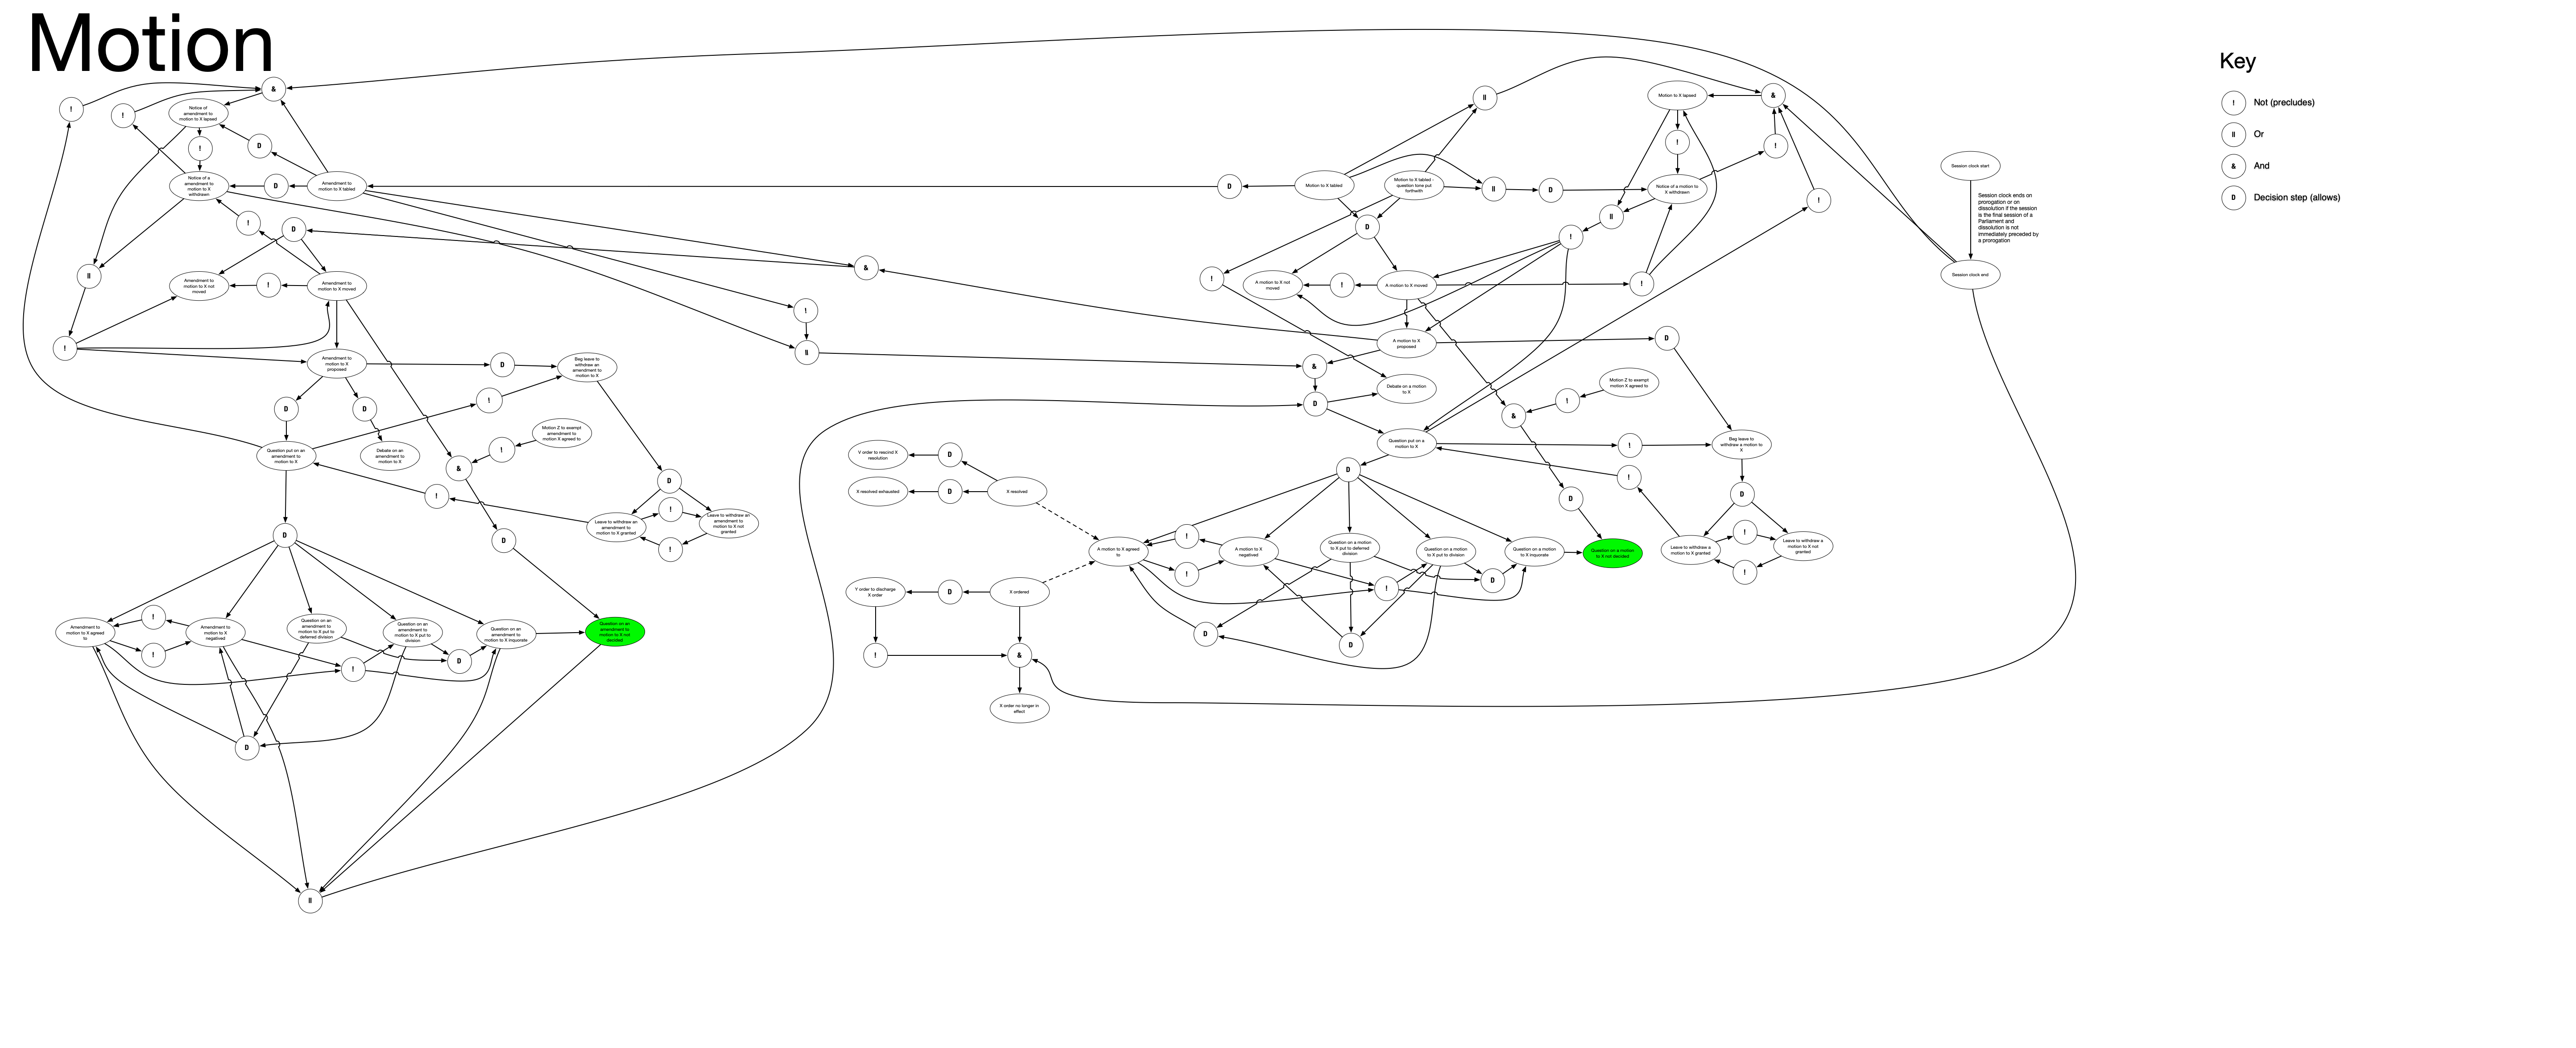 Motion
Key
!
Not (precludes)
II
Or
&
And
D
Decision step (allows)
Session clock start
Session clock ends on
prorogation or on
dissolution if the session
is the final session of a
Parliament and
dissolution is not
immediately preceded by
a prorogation
Session clock end
!
!
&
Notice of
amendment to
motion to X lapsed
!
D
Notice of a
amendment to
motion to X
withdrawn
D
Amendment to
motion to X tabled
!
D
II
Amendment to
motion to X not
moved
!
Amendment to
motion to X moved
!
Amendment to
motion to X
proposed
D
Beg leave to
withdraw an
amendment to
motion to X
D
D
!
Question put on an
amendment to
motion to X
Debate on an
amendment to
motion to X
Motion Z to exempt
amendment to
motion X agreed to
!
&
!
D
Leave to withdraw an
amendment to
motion to X granted
!
!
Leave to withdraw an
amendment to
motion to X not
granted
D
D
Amendment to
motion to X agreed
to
!
!
Amendment to
motion to X
negatived
Question on an
amendment to
motion to X put to
deferred division
Question on an
amendment to
motion to X put to
division
Question on an
amendment to
motion to X inquorate
Question on an
amendment to
motion to X not
decided
!
D
D
II
&
!
II
D
Motion to X tabled
Motion to X tabled -
question tone put
forthwith
II
II
D
Motion to X lapsed
&
!
!
Notice of a motion to
X withdrawn
II
!
!
D
!
A motion to X not
moved
!
A motion to X moved
!
A motion to X
proposed
D
&
D
Debate on a motion
to X
Motion Z to exempt
motion X agreed to
!
&
Question put on a
motion to X
!
Beg leave to
withdraw a motion to
X
!
D
D
Leave to withdraw a
motion to X granted
!
!
Leave to withdraw a
motion to X not
granted
V order to rescind X
resolution
D
X resolved exhausted
D
X resolved
D
A motion to X agreed
to
!
!
A motion to X
negatived
Question on a motion
to X put to deferred
division
Question on a motion
to X put to division
Question on a motion
to X inquorate
Question on a motion
to X not decided
!
D
D
D
Y order to discharge
X order
D
X ordered
!
&
X order no longer in
effect